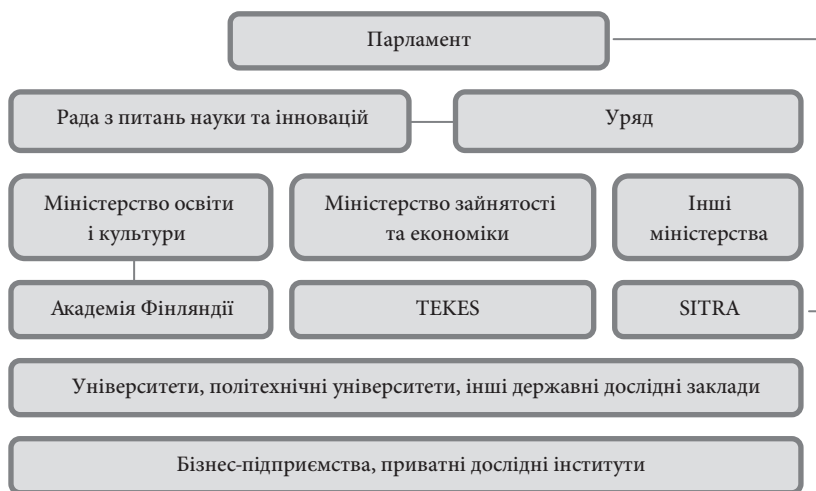 Парламент
Рада з питань науки та інновацій
Уряд
Міністерство освіти
і культури
Міністерство зайнятості
та економіки
Інші
міністерства
Академія Фінляндії
TEKES
SITRA
Університети, політехнічні університети, інші державні дослідні заклади
Бізнес-підприємства, приватні дослідні інститути